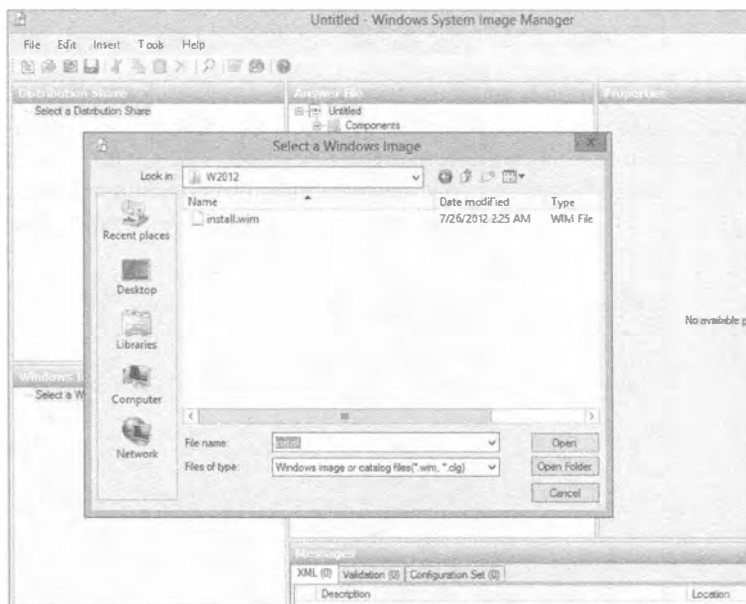 Untitled - Windows System Image Manager
File Edit Insert Tools Help
Distribution Share
Select a Distribution Share
Answer File
Untitled
Components
Properties
No available p
Select a Windows Image
Look in:
W2012
Name
Date modified
Type
install.wim
7/26/2012 2:25 AM
WIM File
Recent places
Desktop
Libraries
Computer
Network
File name:
install
Open
Files of type:
Windows image or catalog files(*.wim, *.clg)
Open Folder
Cancel
Windows I
Select a W
Messages
XML (0)
Validation (0)
Configuration Set (0)
Description
Location